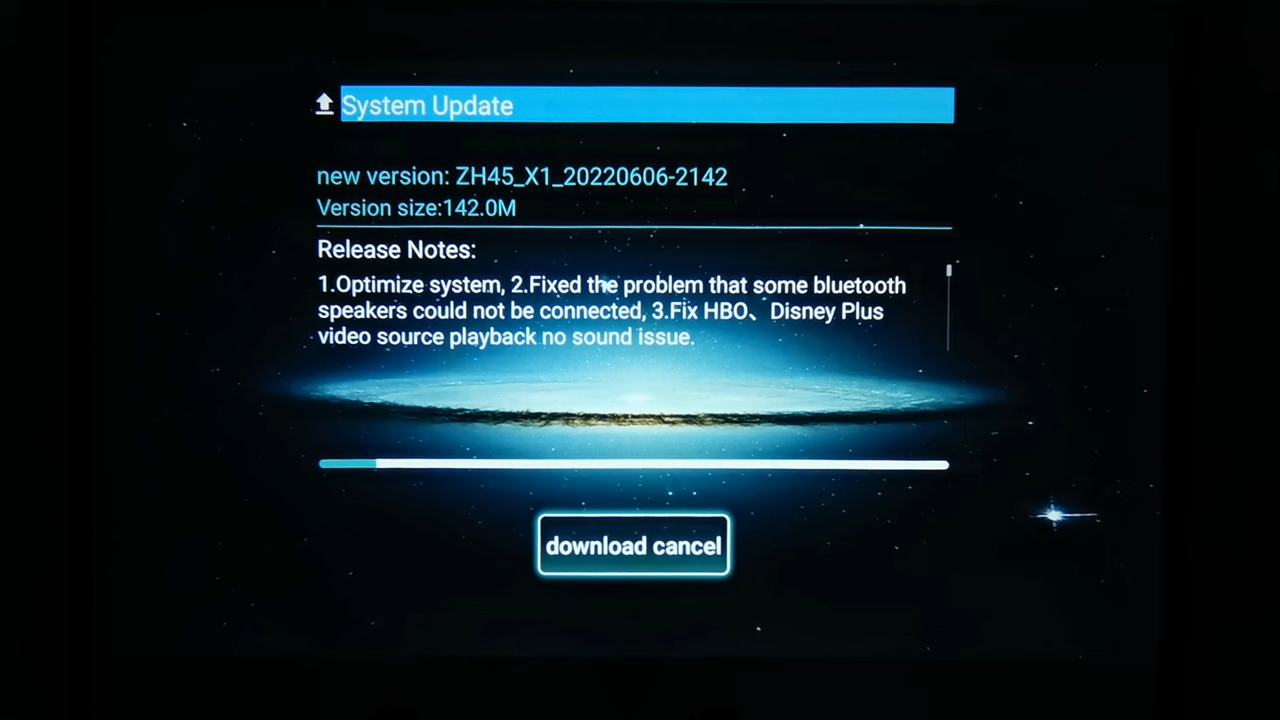 System Update
new version: ZH45_X1_20220606-2142
Version size:142.0M
Release Notes:
1.Optimize system, 2.Fixed the problem that some bluetooth
speakers could not be connected, 3.Fix HBO、Disney Plus
video source playback no sound issue.
download cancel